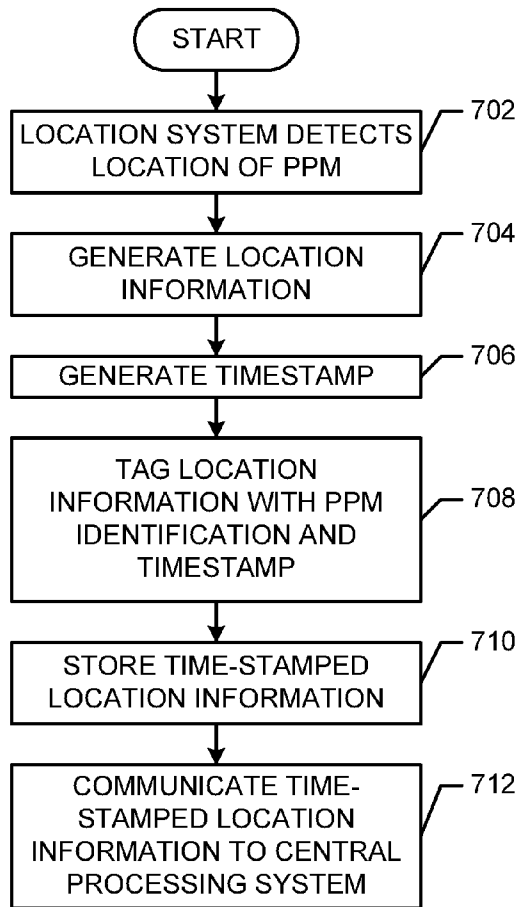 START
LOCATION SYSTEM DETECTS
LOCATION OF PPM
702
GENERATE LOCATION
INFORMATION
704
GENERATE TIMESTAMP
706
TAG LOCATION
INFORMATION WITH PPM
IDENTIFICATION AND
TIMESTAMP
708
STORE TIME-STAMPED
LOCATION INFORMATION
710
COMMUNICATE TIME-
STAMPED LOCATION
INFORMATION TO CENTRAL
PROCESSING SYSTEM
712